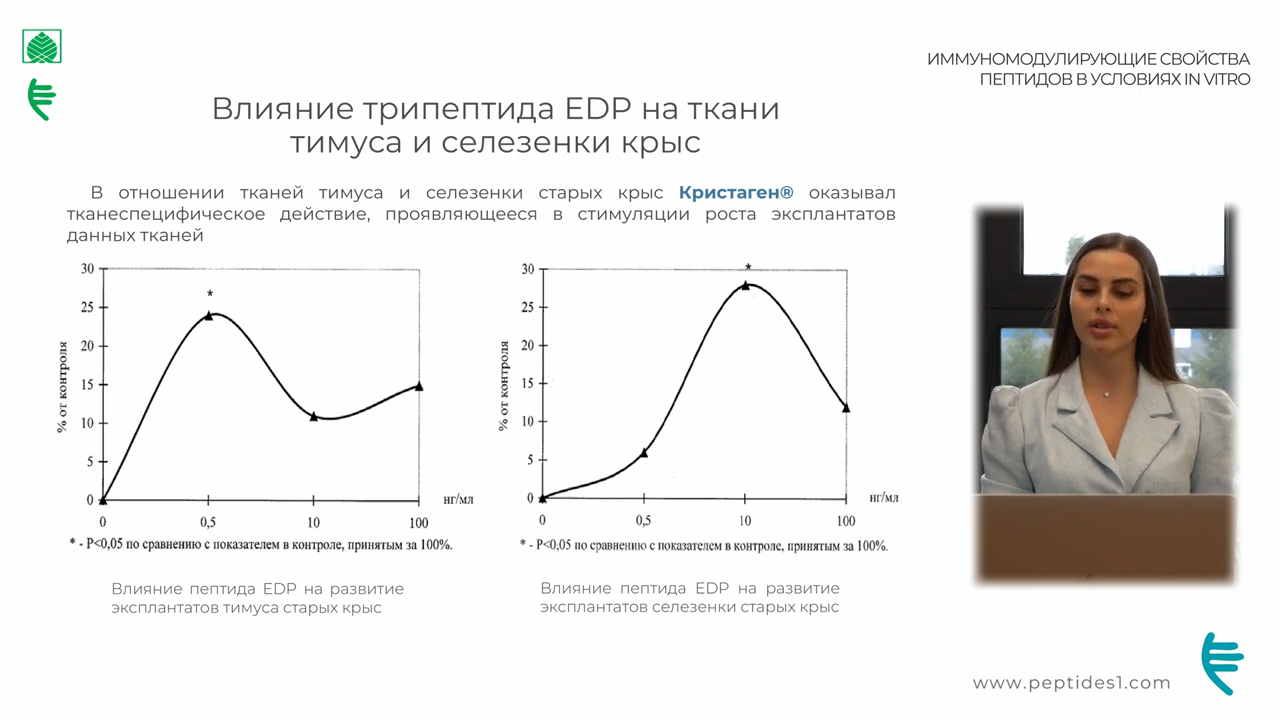 ИММУНОМОДУЛИРУЮЩИЕ СВОЙСТВА
ПЕПТИДОВ В УСЛОВИЯХ IN VITRO
Влияние трипептида EDP на ткани
тимуса и селезенки крыс
В отношении тканей тимуса и селезенки старых крыс Кристаген® оказывал
тканеспецифическое действие, проявляющееся в стимуляции роста эксплантатов
данных тканей
% от контроля
30
25
20
15
10
5
0
*
0 0,5 10 100
нг/мл
* - P<0,05 по сравнению с показателем в контроле, принятым за 100%.
Влияние пептида EDP на развитие
эксплантатов тимуса старых крыс
% от контроля
30
25
20
15
10
5
0
*
0 0,5 10 100
нг/мл
* - P<0,05 по сравнению с показателем в контроле, принятым за 100%.
Влияние пептида EDP на развитие
эксплантатов селезенки старых крыс
www.peptides1.com